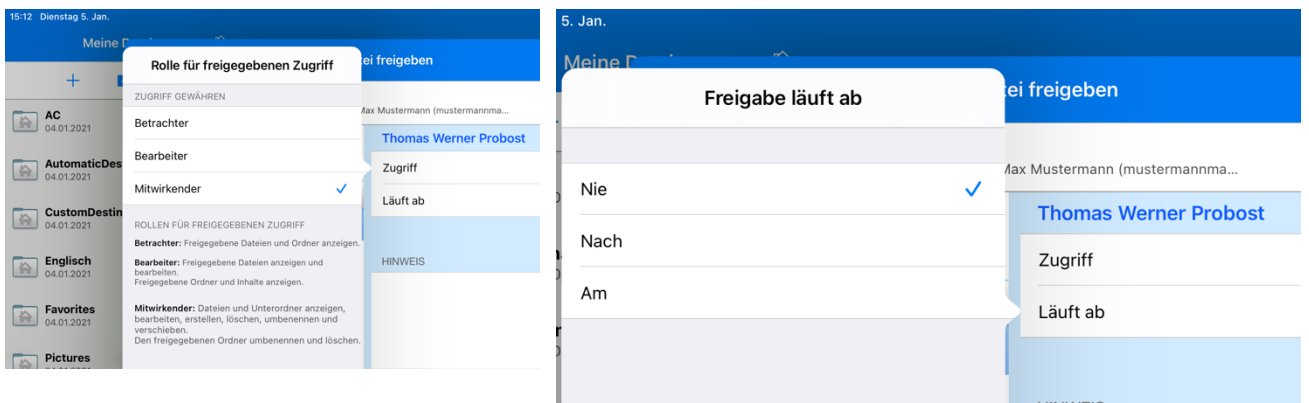 15:12 Dienstag 5. Jan.
Meine
Rolle für freigegebenen Zugriff
ei freigeben
ZUGRIFF GEWÄHREN
Betrachter
Bearbeiter
Mitwirkender
ROLLEN FÜR FREIGEGEBENEN ZUGRIFF
Betrachter: Freigegebene Dateien und Ordner anzeigen.
Bearbeiter: Freigegebene Dateien anzeigen und
bearbeiten.
Freigegebene Ordner und Inhalte anzeigen.
Mitwirkender: Dateien und Unterordner anzeigen,
bearbeiten, erstellen, löschen, umbenennen und
verschieben.
Den freigegebenen Ordner umbenennen und löschen.
AC
04.01.2021
AutomaticDes
04.01.2021
CustomDestin
04.01.2021
Englisch
04.01.2021
Favorites
04.01.2021
Pictures
Max Mustermann (mustermannma...
Thomas Werner Probost
Zugriff
Läuft ab
HINWEIS
5. Jan.
Meine
Freigabe läuft ab
ei freigeben
Nie
Nach
Am
Max Mustermann (mustermannma...
Thomas Werner Probost
Zugriff
Läuft ab